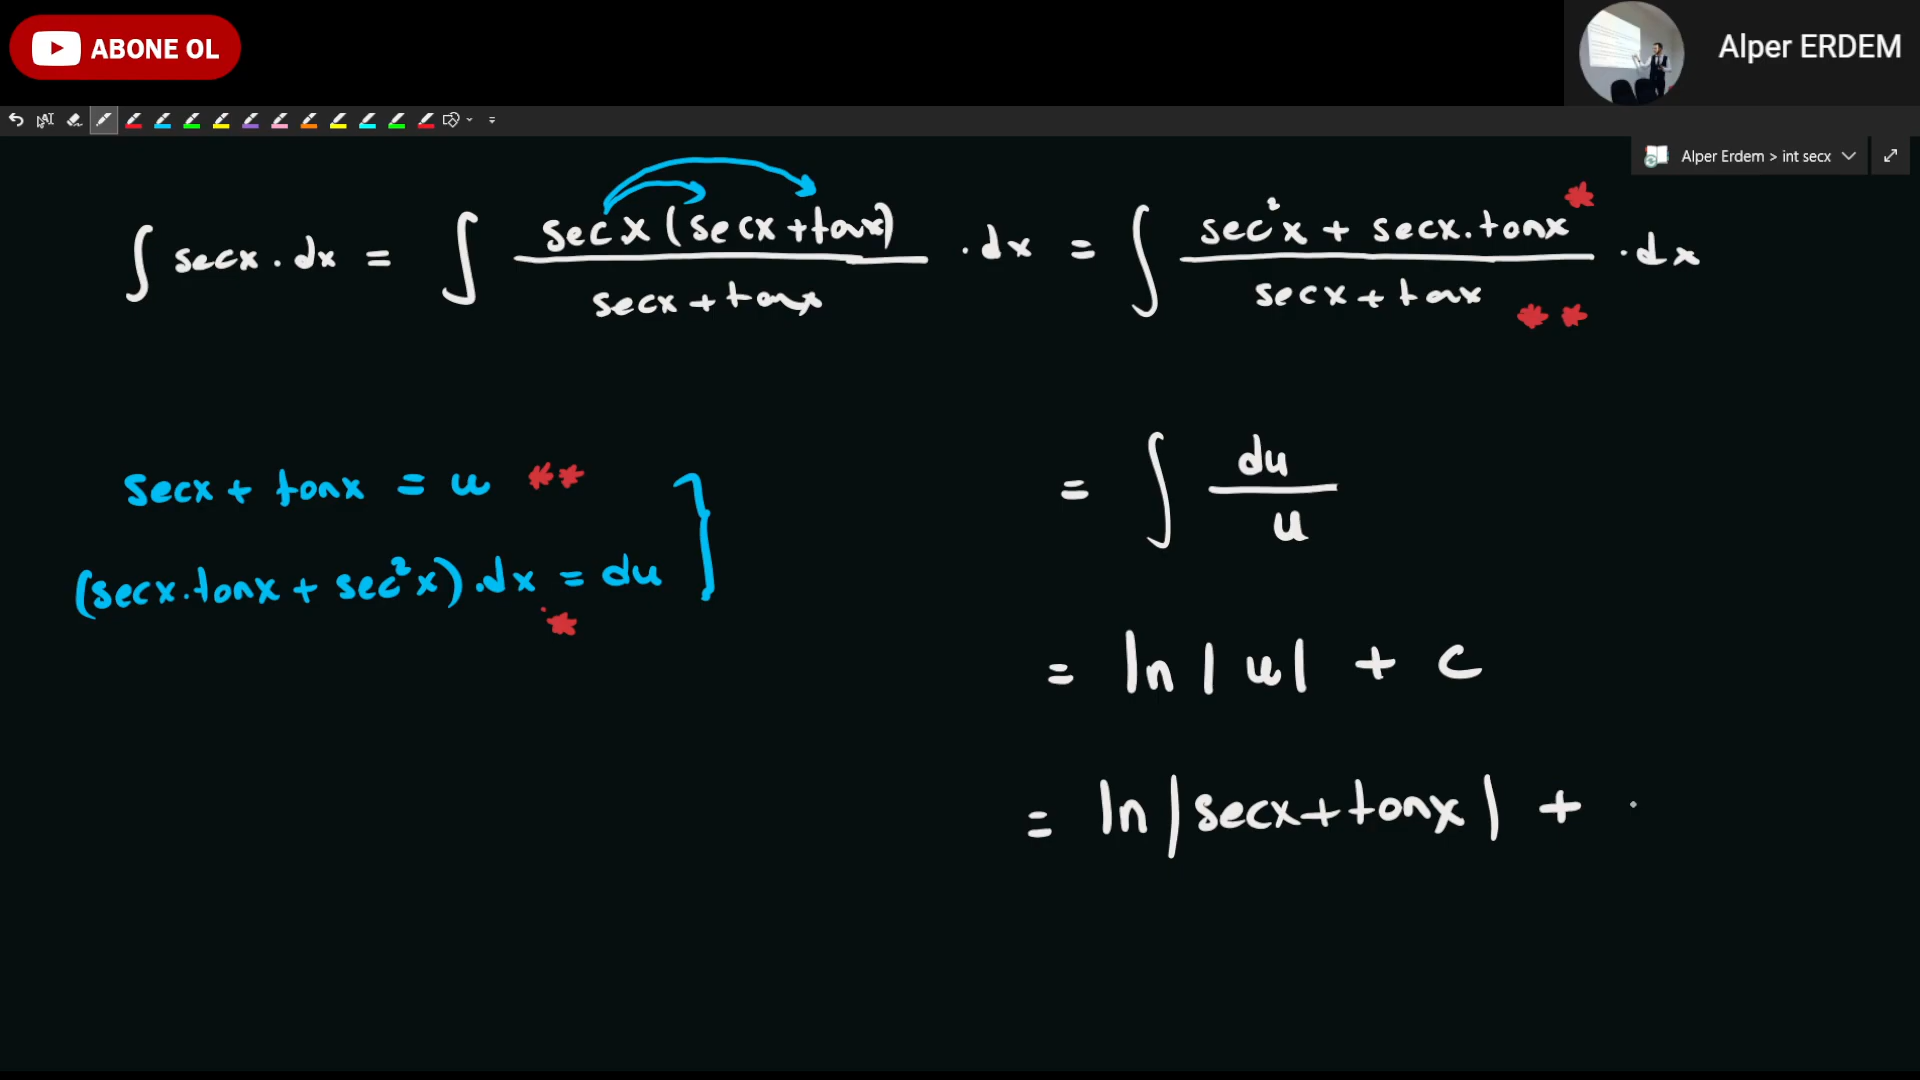 ABONE OL
Alper ERDEM
Alper Erdem > int secx
∫ secx . dx = ∫ secx (secx + tanx) / secx + tanx . dx = ∫ sec²x + secx . tanx * / secx + tanx ** . dx
secx + tanx = u **
(secx . tanx + sec²x) . dx = du *
= ∫ du / u
= ln | u | + c
= ln | secx + tanx | + .